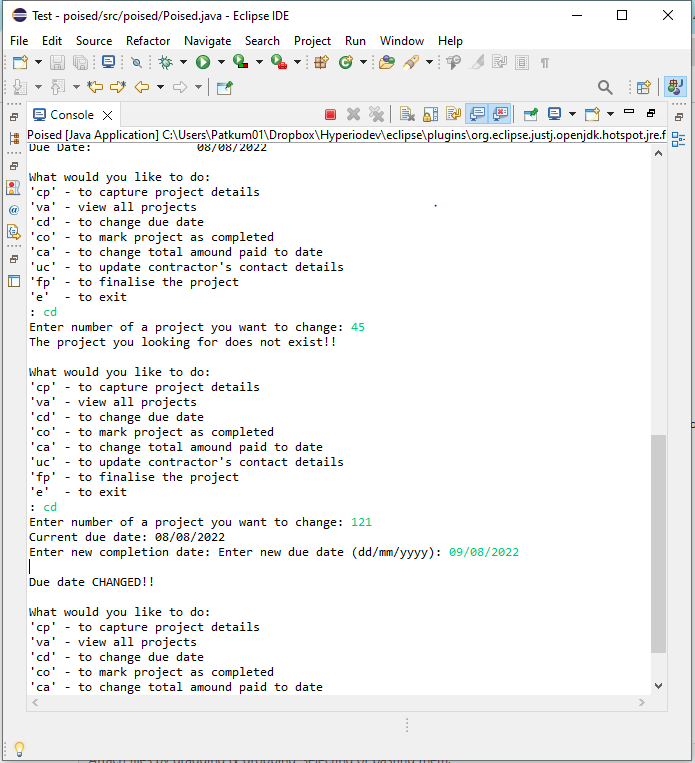 Test - poised/src/poised/Poised.java - Eclipse IDE
File Edit Source Refactor Navigate Search Project Run Window Help
Console
Poised [Java Application] C:\Users\Patkum01\Dropbox\Hyperiodev\eclipse\plugins\org.eclipse.justj.openjdk.hotspot.jre.f
Due Date: 08/08/2022
What would you like to do:
'cp' - to capture project details
'va' - view all projects
'cd' - to change due date
'co' - to mark project as completed
'ca' - to change total amound paid to date
'uc' - to update contractor's contact details
'fp' - to finalise the project
'e' - to exit
: cd
Enter number of a project you want to change: 45
The project you looking for does not exist!!
What would you like to do:
'cp' - to capture project details
'va' - view all projects
'cd' - to change due date
'co' - to mark project as completed
'ca' - to change total amound paid to date
'uc' - to update contractor's contact details
'fp' - to finalise the project
'e' - to exit
: cd
Enter number of a project you want to change: 121
Current due date: 08/08/2022
Enter new completion date: Enter new due date (dd/mm/yyyy): 09/08/2022
Due date CHANGED!!
What would you like to do:
'cp' - to capture project details
'va' - view all projects
'cd' - to change due date
'co' - to mark project as completed
'ca' - to change total amound paid to date